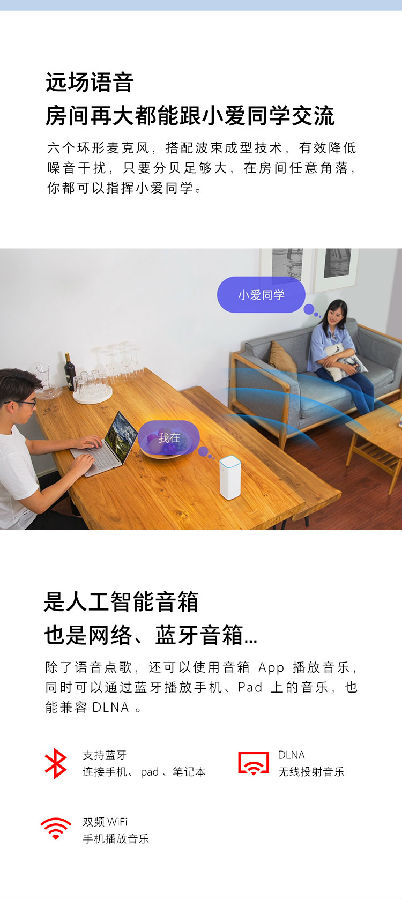 远场语音
房间再大都能跟小爱同学交流
六个环形麦克风，搭配波束成型技术，有效降低
噪音干扰，只要分贝足够大，在房间任意角落，
你都可以指挥小爱同学。
小爱同学
我在
是人工智能音箱
也是网络、蓝牙音箱...
除了语音点歌，还可以使用音箱 App 播放音乐，
同时可以通过蓝牙播放手机、Pad 上的音乐，也
能兼容 DLNA 。
支持蓝牙
连接手机、pad 、笔记本
DLNA
无线投射音乐
双频 WiFi
手机播放音乐